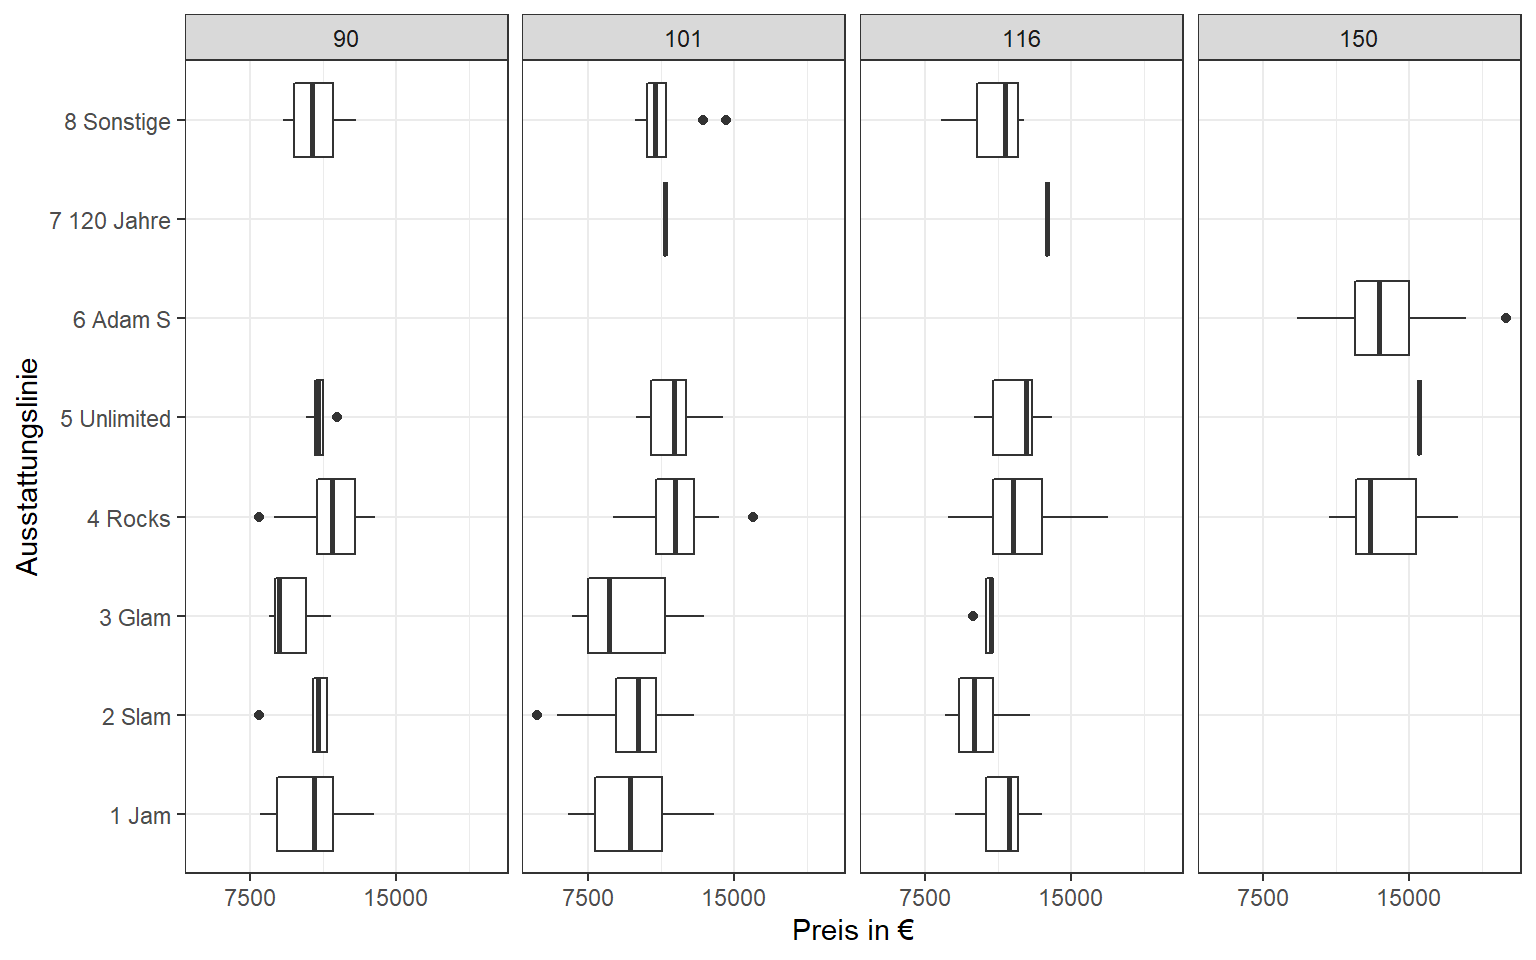 90 101 116 150
8 Sonstige
7 120 Jahre
6 Adam S
5 Unlimited
4 Rocks
3 Glam
2 Slam
1 Jam
Ausstattungslinie
7500 15000 7500 15000 7500 15000 7500 15000
Preis in €